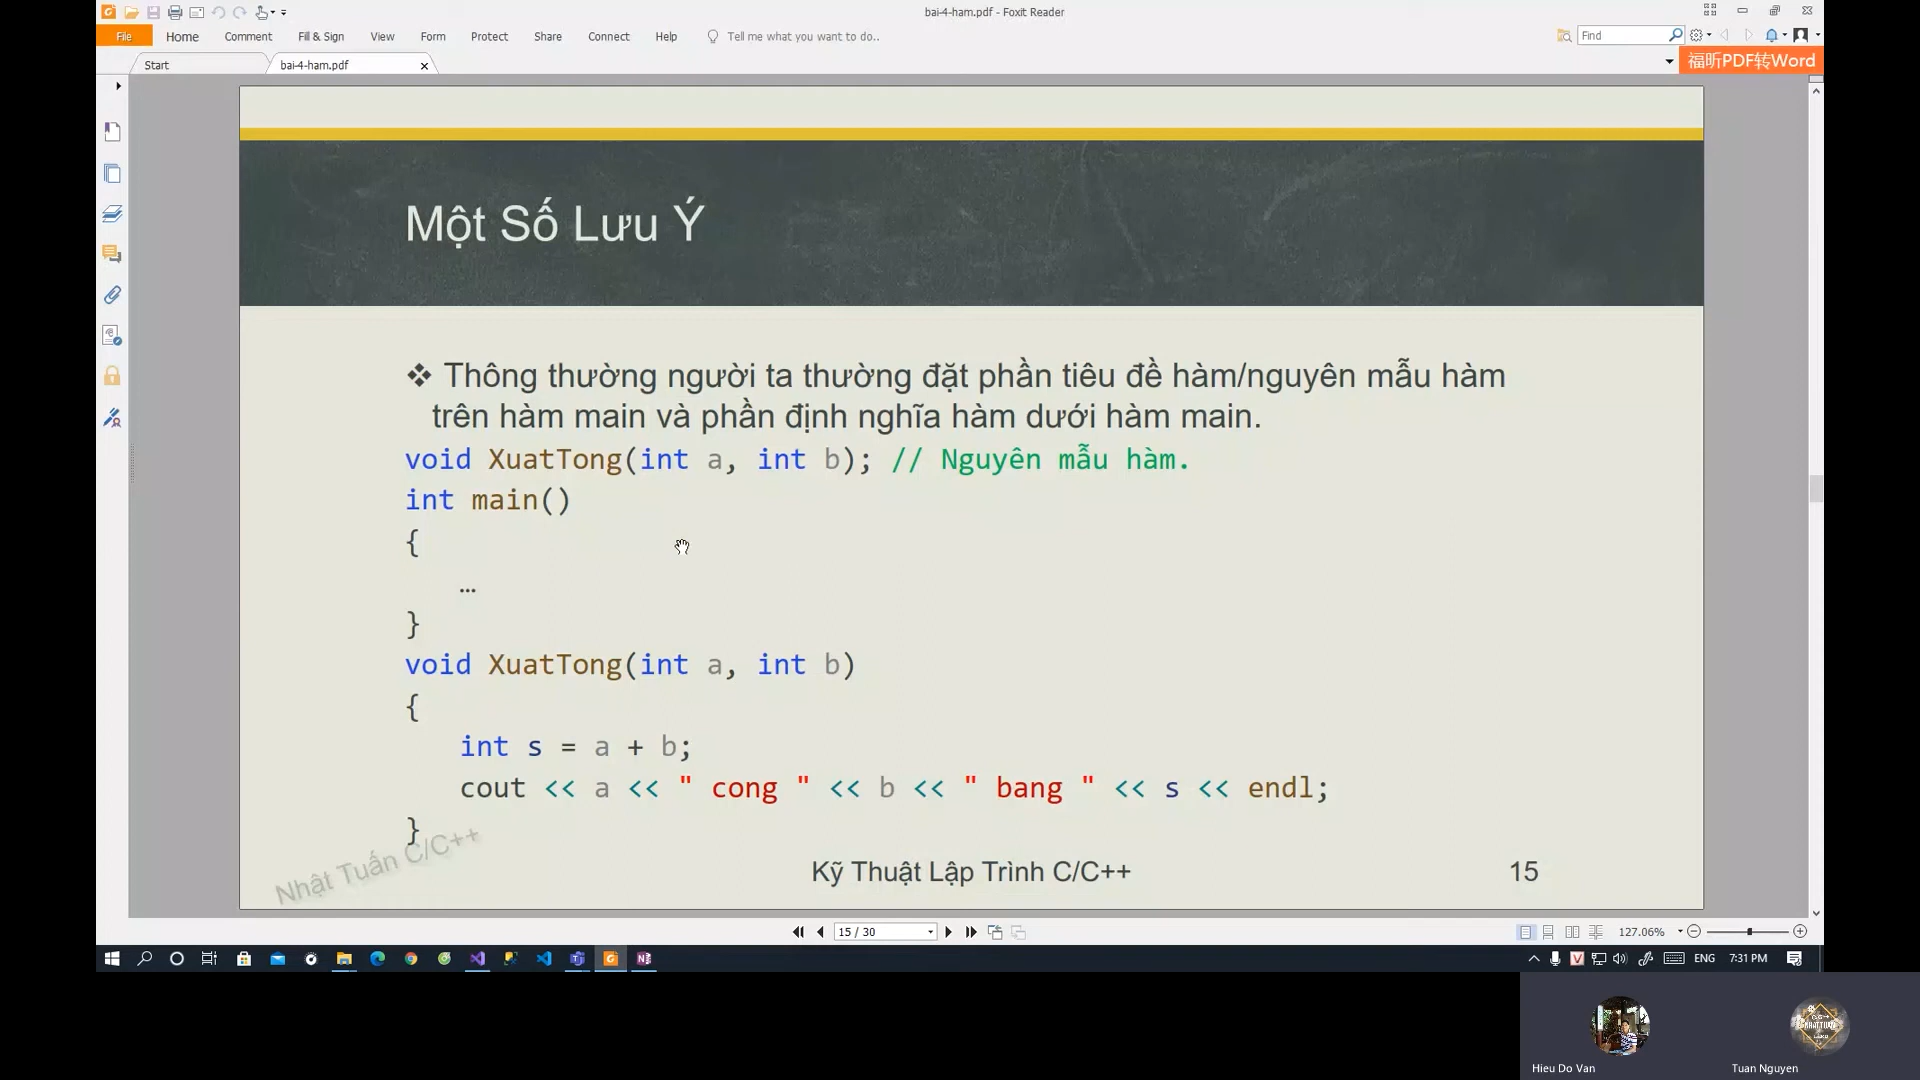 bai-4-ham.pdf - Foxit Reader
File Home Comment Fill & Sign View Form Protect Share Connect Help Tell me what you want to do.. Find
Start bai-4-ham.pdf 福昕PDF转Word
Một Số Lưu Ý
❖ Thông thường người ta thường đặt phần tiêu đề hàm/nguyên mẫu hàm
trên hàm main và phần định nghĩa hàm dưới hàm main.
void XuatTong(int a, int b); // Nguyên mẫu hàm.
int main()
{
…
}
void XuatTong(int a, int b)
{
int s = a + b;
cout << a << " cong " << b << " bang " << s << endl;
}
Nhật Tuấn C/C++
Kỹ Thuật Lập Trình C/C++ 15
15 / 30 127.06%
ENG 7:31 PM
Hieu Do Van Tuan Nguyen